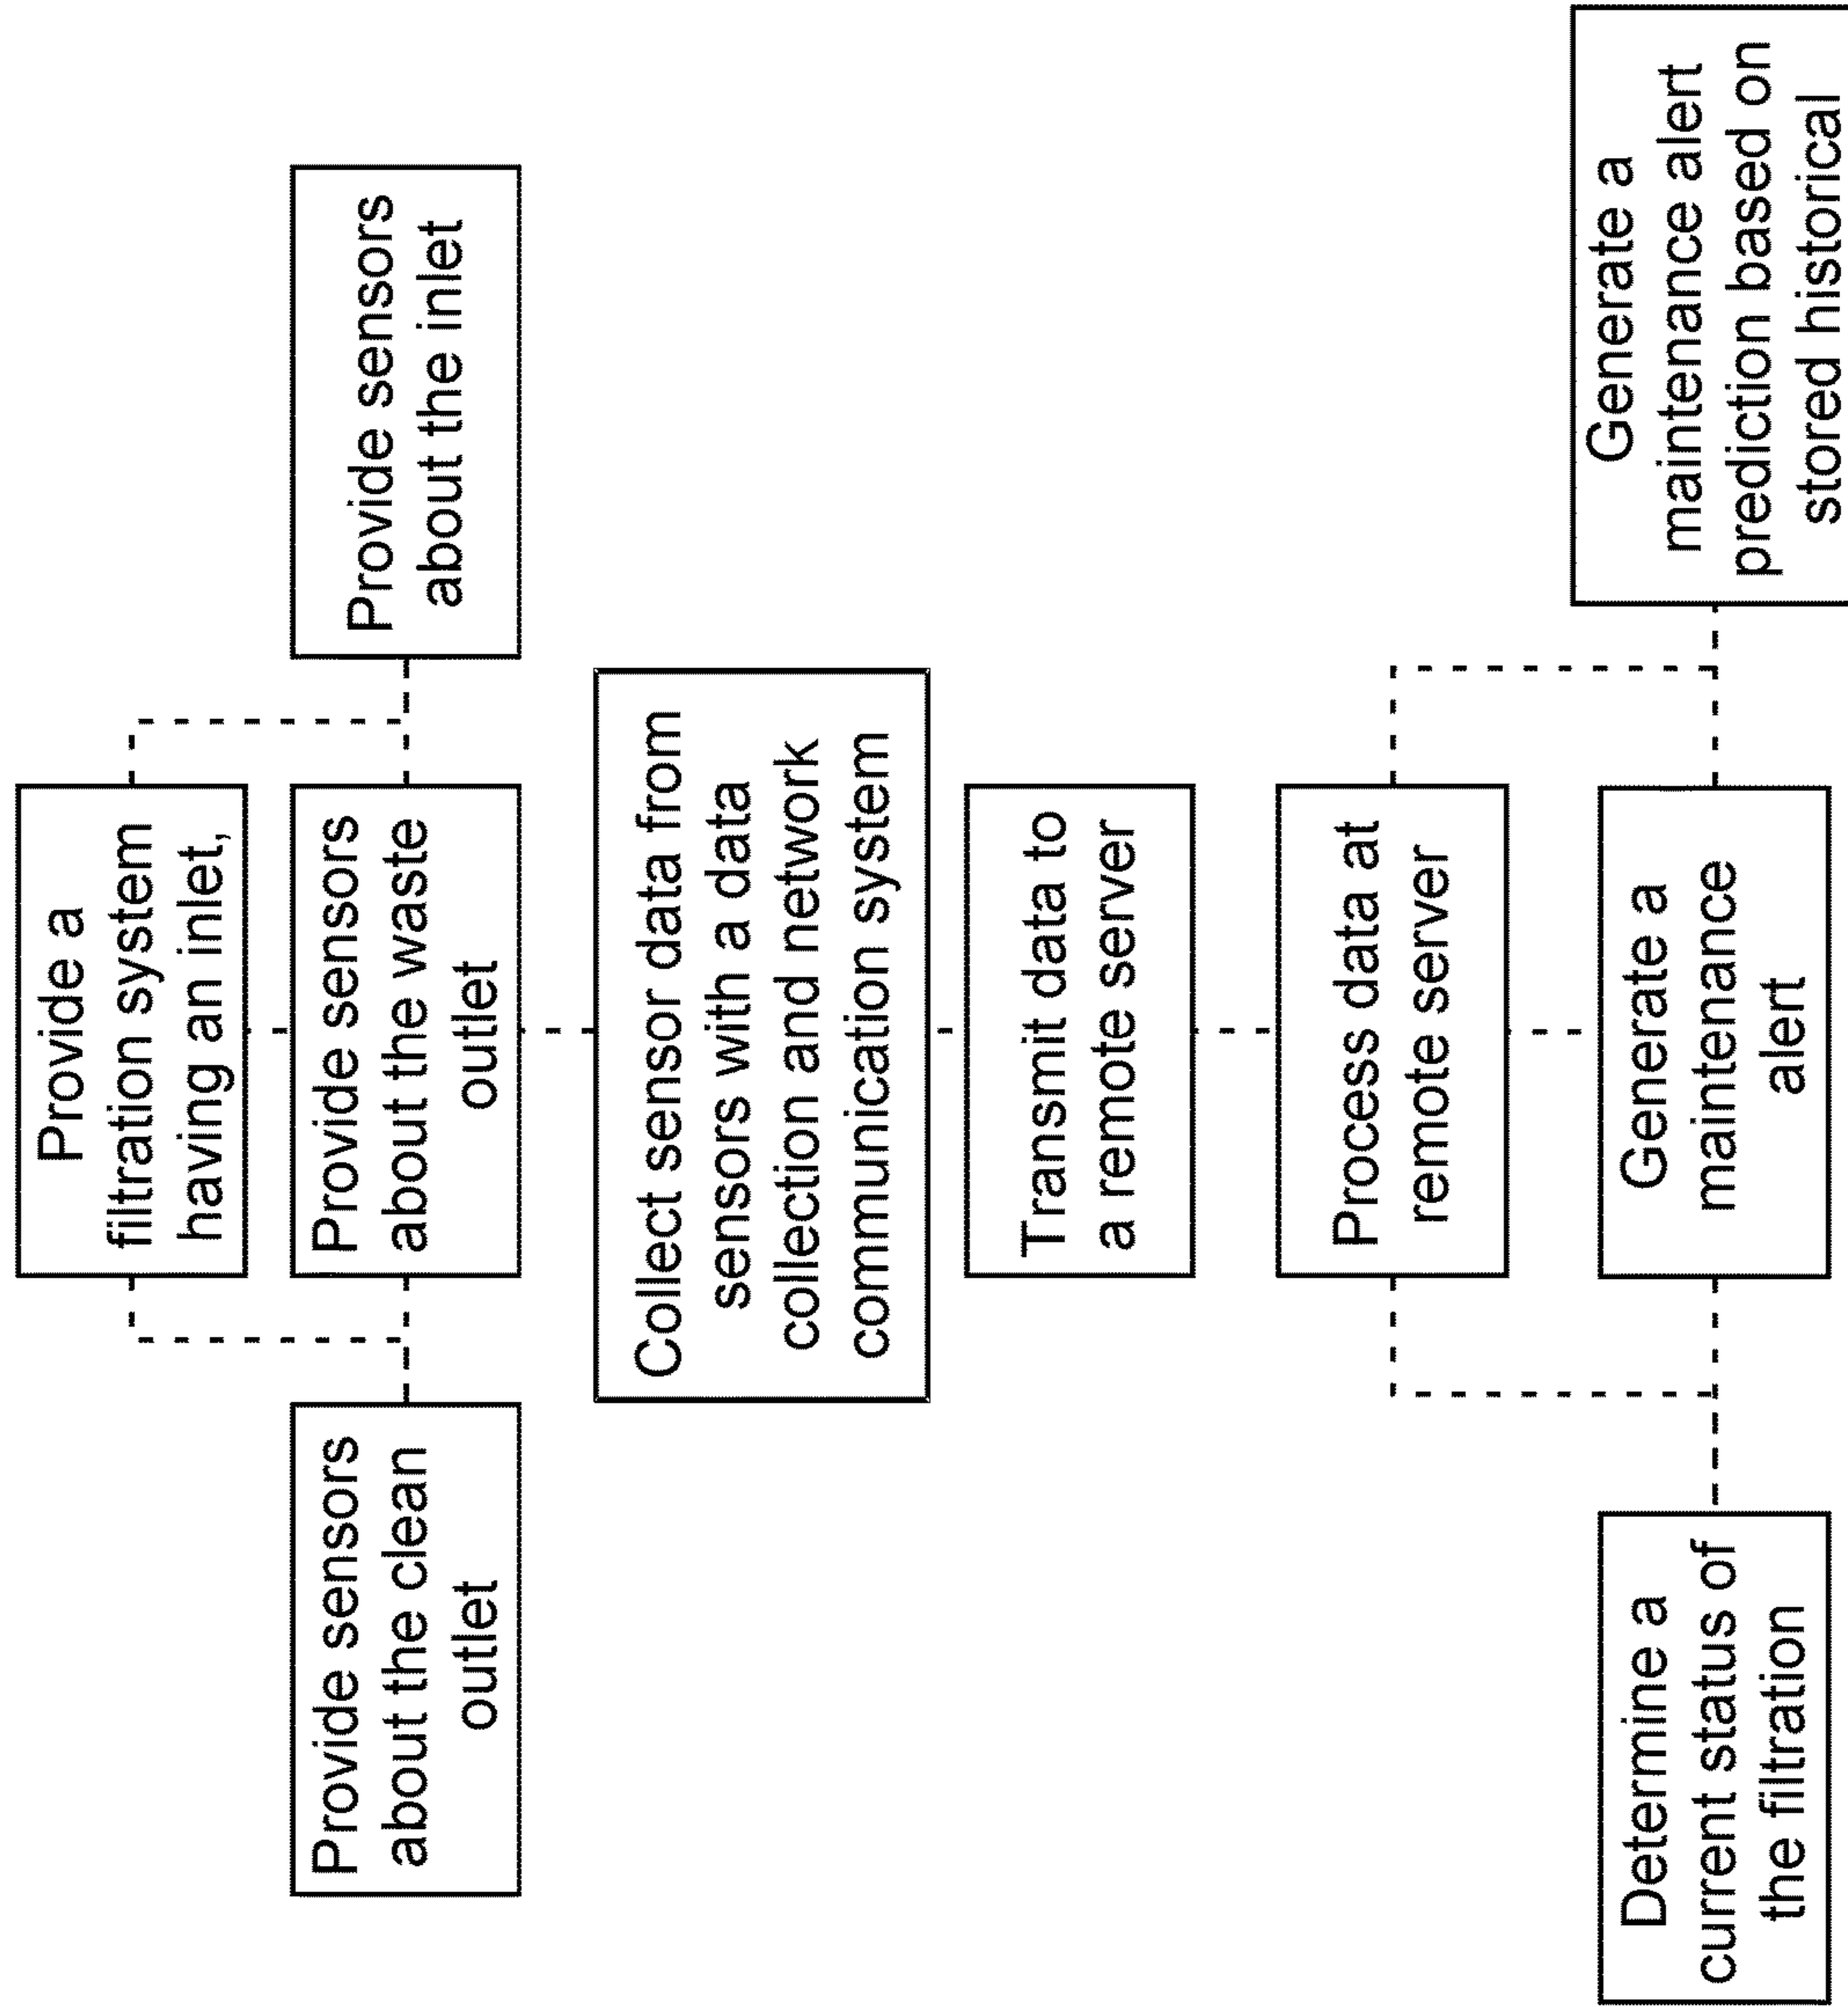 Provide a
filtration system
having an inlet,
Provide sensors
about the clean
outlet
Provide sensors
about the waste
outlet
Provide sensors
about the inlet
Collect sensor data from
sensors with a data
collection and network
communication system
Transmit data to
a remote server
Process data at
remote server
Determine a
current status of
the filtration
Generate a
maintenance
alert
Generate a
maintenance alert
prediction based on
stored historical